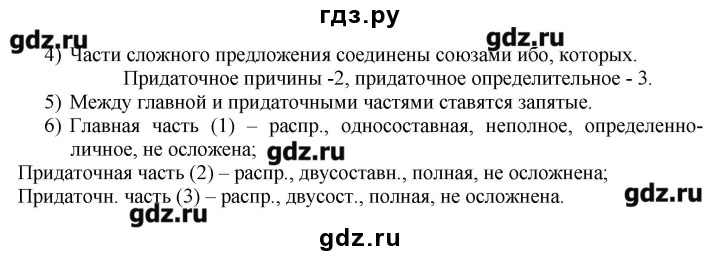 гдз.ру
gdz.ru
gdz.ru
4) Части сложного предложения соединены союзами ибо, которых.
Придаточное причины -2, придаточное определительное - 3.
5) Между главной и придаточными частями ставятся запятые.
6) Главная часть (1) – распр., односоставная, неполное, определенно-
личное, не осложнена;
gdz.ru
Придаточная часть (2) – распр., двусоставн., полная, не осложнена;
Придаточн. часть (3) – распр., двусост., полная, не осложнена.
gdz.ru
gdz.ru
gdz.ru